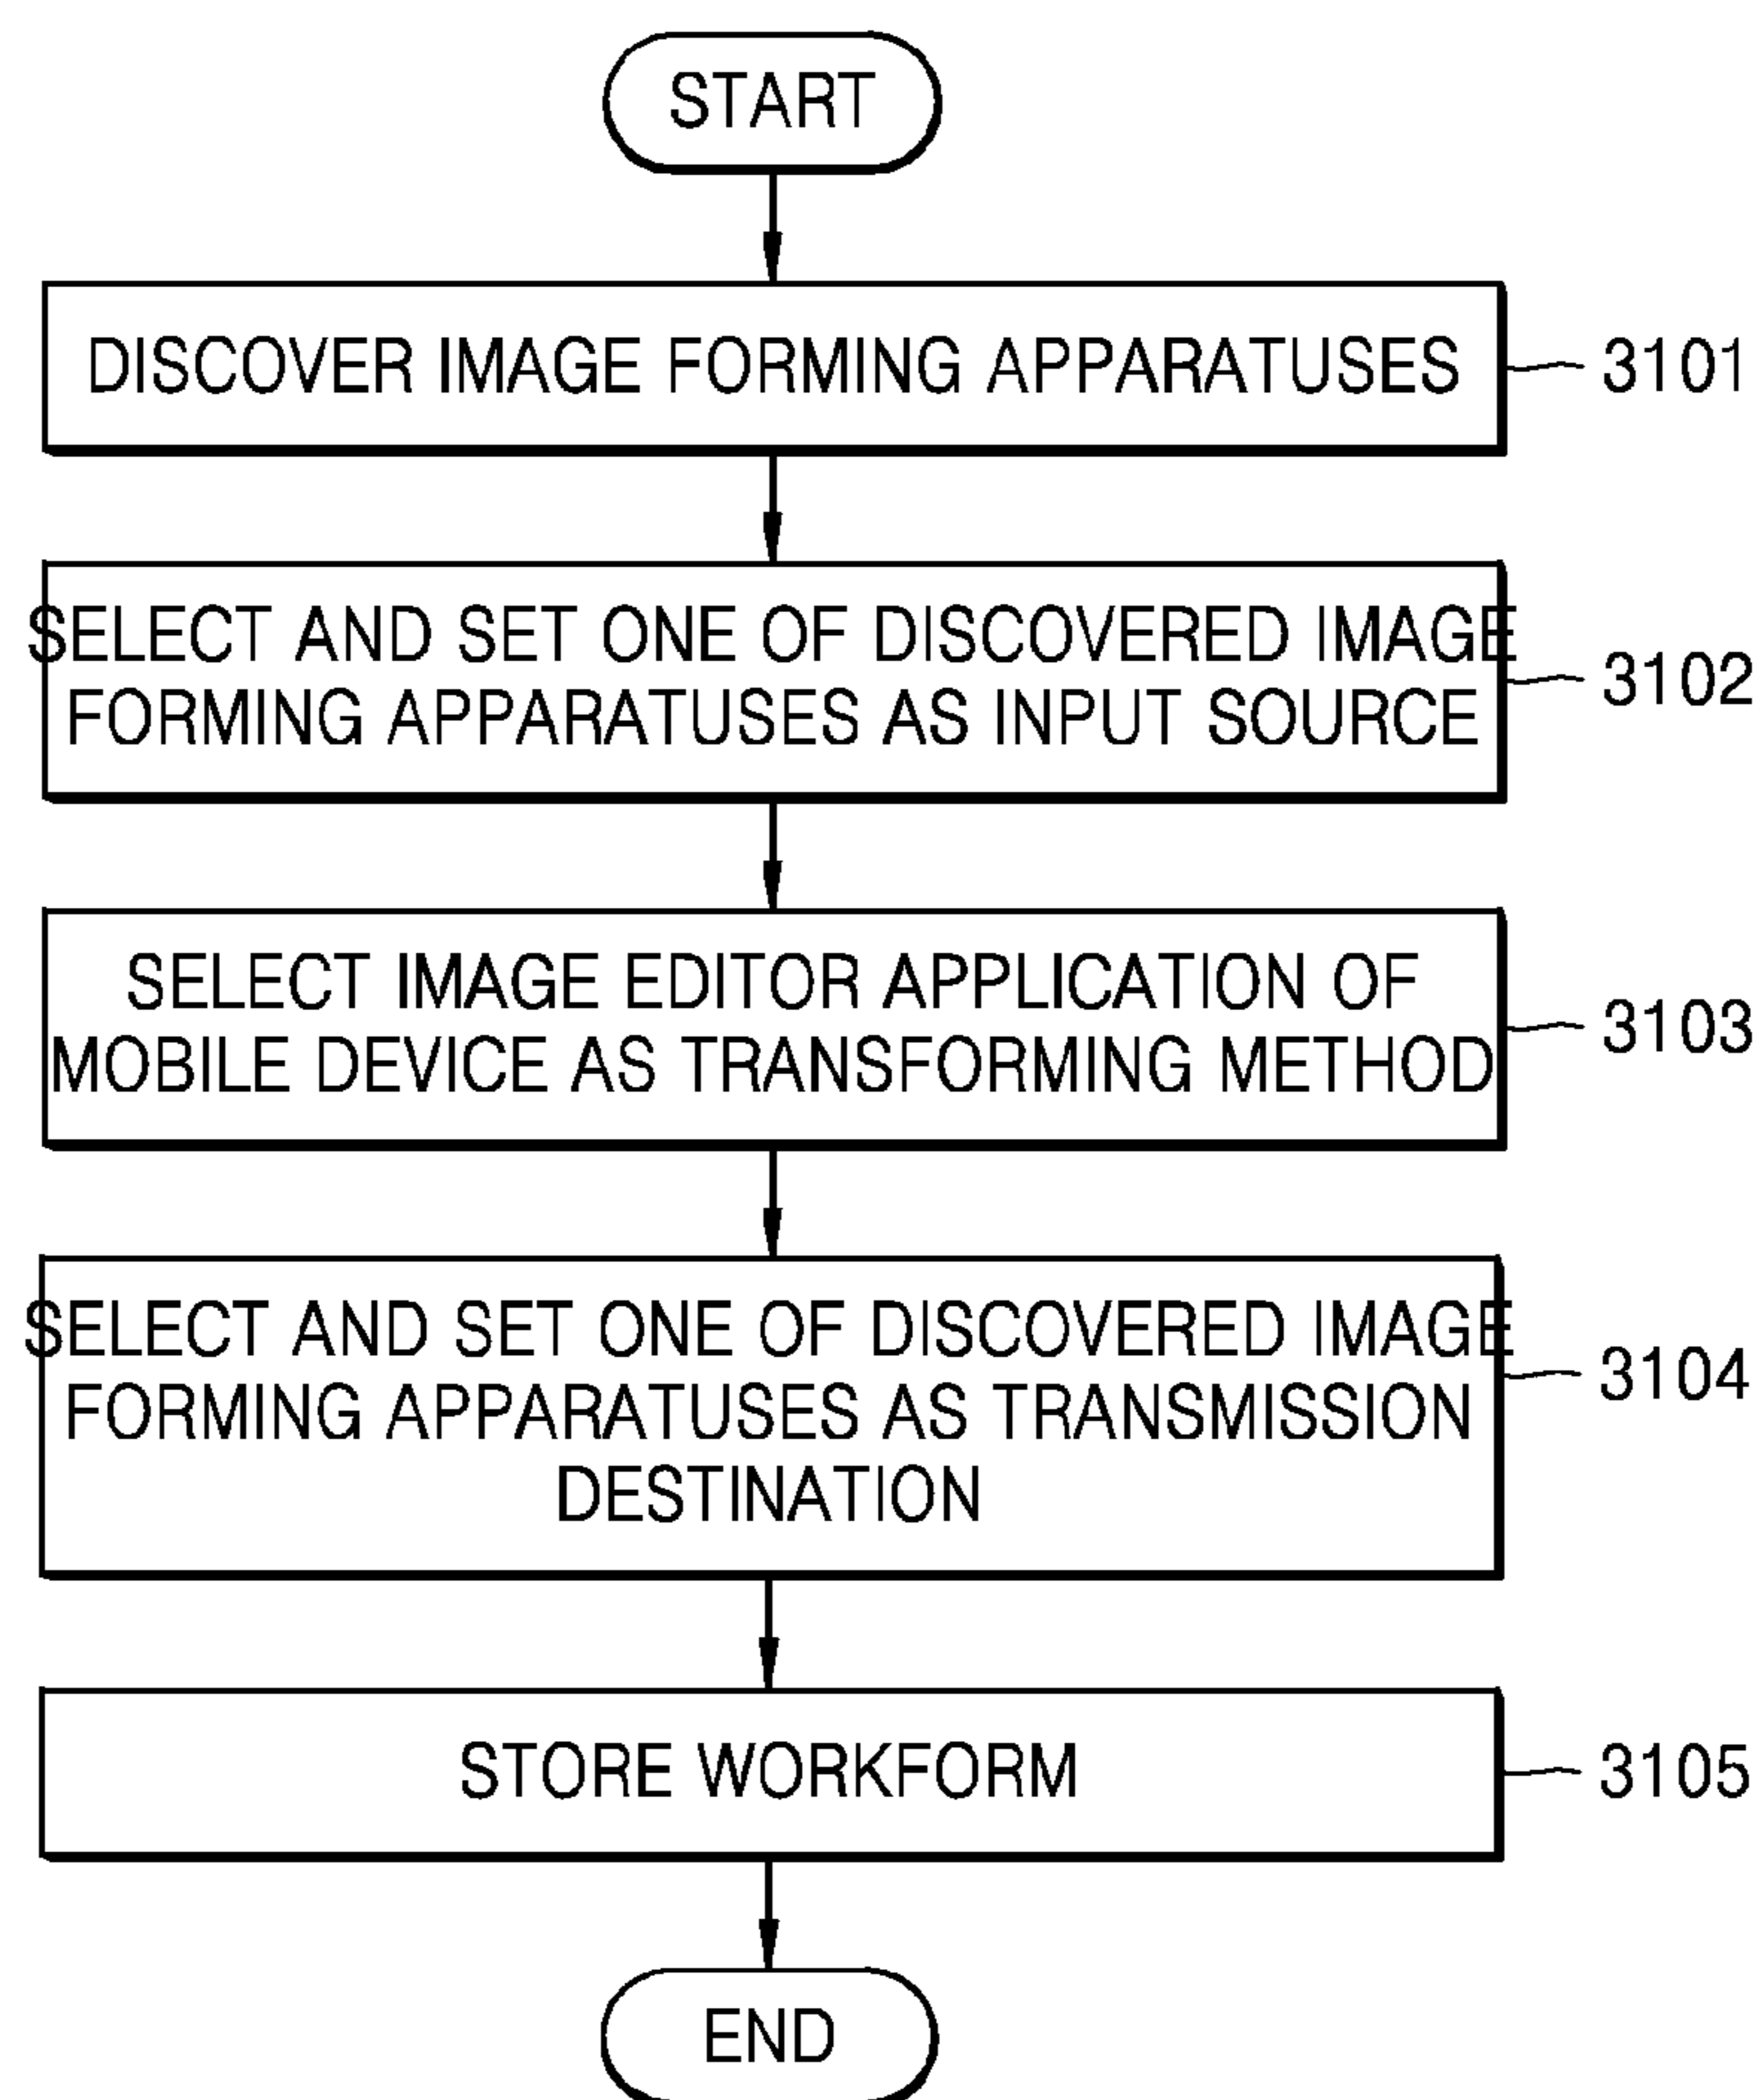 START
DISCOVER IMAGE FORMING APPARATUSES
3101
SELECT AND SET ONE OF DISCOVERED IMAGE
FORMING APPARATUSES AS INPUT SOURCE
3102
SELECT IMAGE EDITOR APPLICATION OF
MOBILE DEVICE AS TRANSFORMING METHOD
3103
SELECT AND SET ONE OF DISCOVERED IMAGE
FORMING APPARATUSES AS TRANSMISSION
DESTINATION
3104
STORE WORKFORM
3105
END